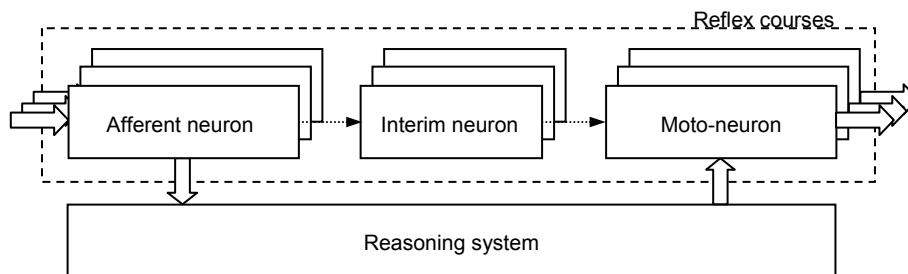 Reflex courses
Afferent neuron
Interim neuron
Moto-neuron
Reasoning system